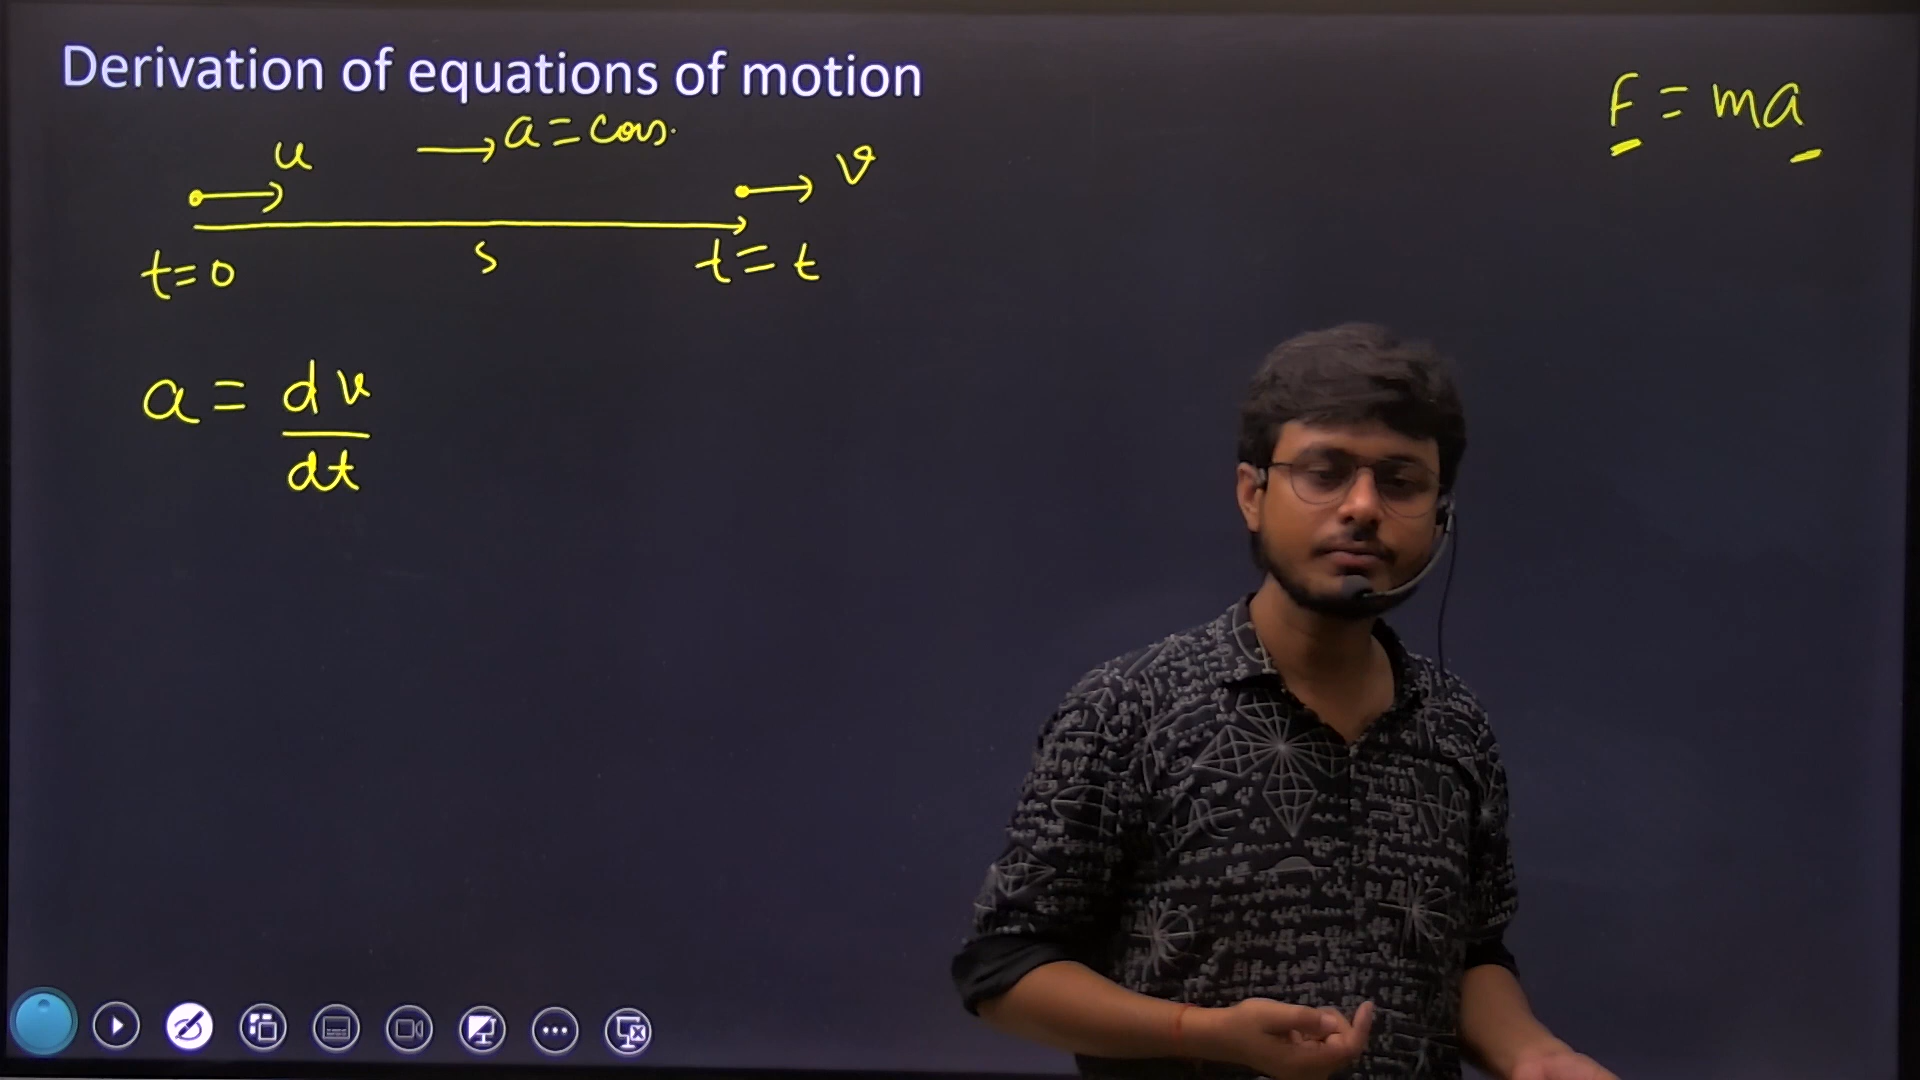 Derivation of equations of motion
F = ma
u → a = cons. v
t=0 s t=t
a = dv
dt